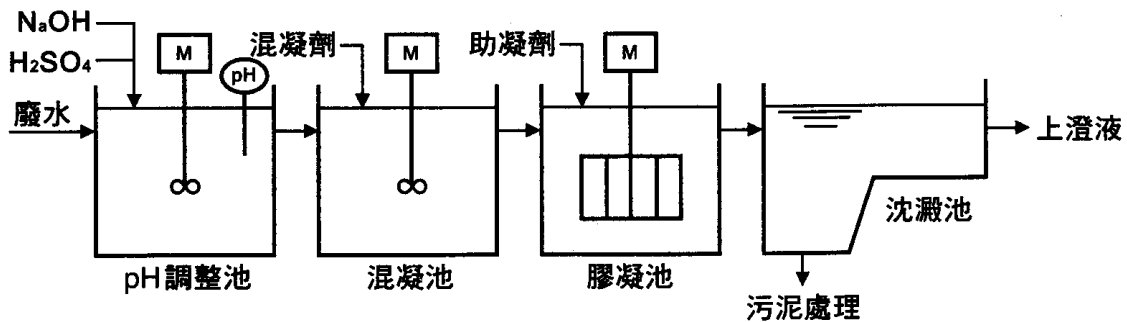 NaOH
H₂SO₄
廢水
M
pH
混凝劑
M
助凝劑
M
上澄液
pH調整池
混凝池
膠凝池
沈澱池
污泥處理